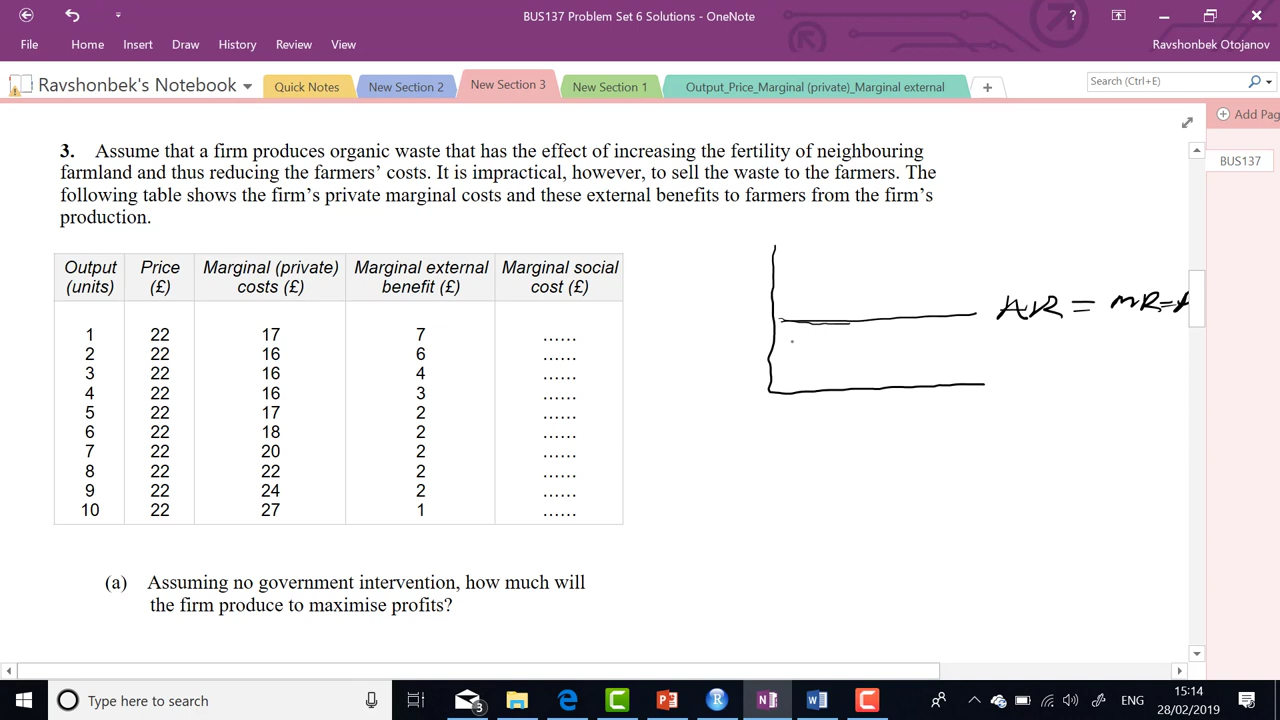 BUS137 Problem Set 6 Solutions - OneNote
?
File Home Insert Draw History Review View
Ravshonbek Otojanov
Ravshonbek's Notebook Quick Notes New Section 2 New Section 3 New Section 1 Output_Price_Marginal (private)_Marginal external +
Search (Ctrl+E)
Add Pag
BUS137
3. Assume that a firm produces organic waste that has the effect of increasing the fertility of neighbouring
farmland and thus reducing the farmers' costs. It is impractical, however, to sell the waste to the farmers. The
following table shows the firm's private marginal costs and these external benefits to farmers from the firm's
production.
Output (units) Price (£) Marginal (private) costs (£) Marginal external benefit (£) Marginal social cost (£)
1 22 17 7 ......
2 22 16 6 ......
3 22 16 4 ......
4 22 16 3 ......
5 22 17 2 ......
6 22 18 2 ......
7 22 20 2 ......
8 22 22 2 ......
9 22 24 2 ......
10 22 27 1 ......
AR = MR =
(a) Assuming no government intervention, how much will
the firm produce to maximise profits?
Type here to search
3
ENG
15:14
28/02/2019